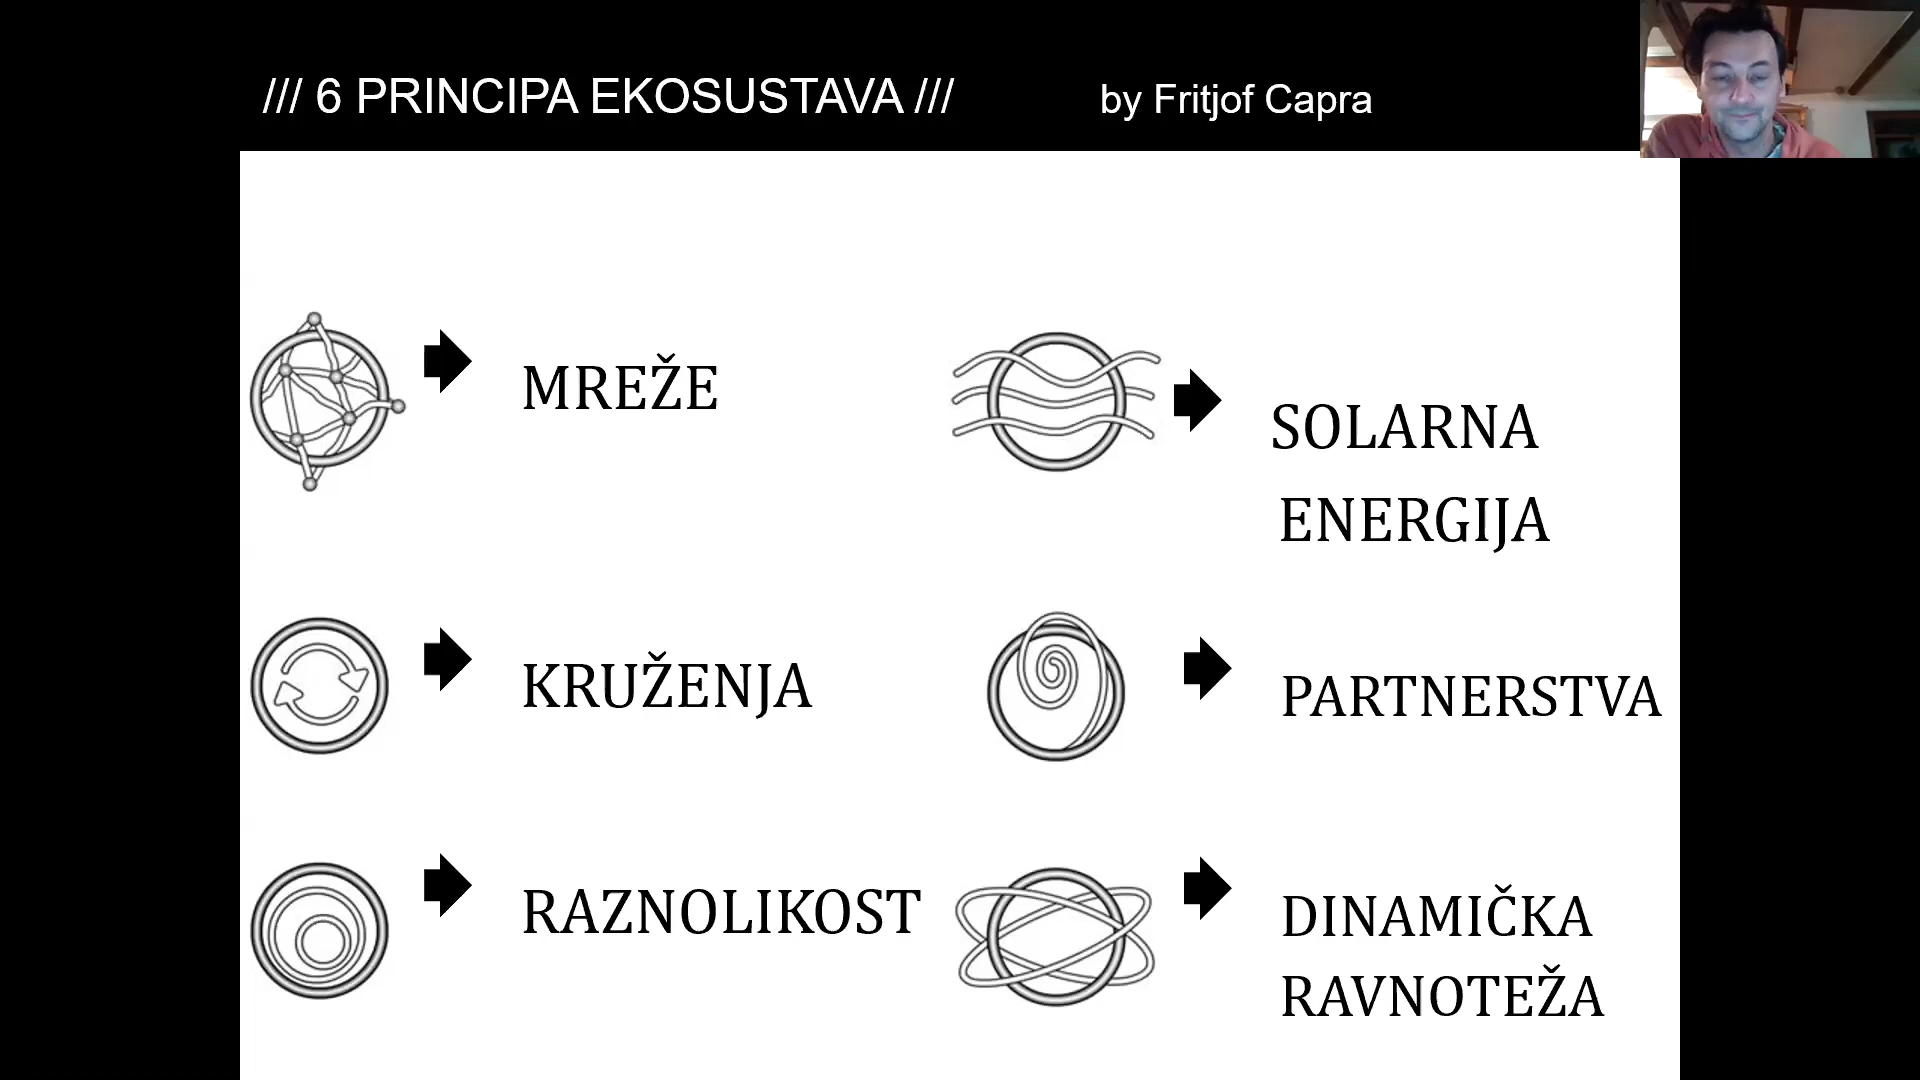 /// 6 PRINCIPA EKOSUSTAVA ///
by Fritjof Capra
MREŽE
SOLARNA
ENERGIJA
KRUŽENJA
PARTNERSTVA
RAZNOLIKOST
DINAMIČKA
RAVNOTEŽA